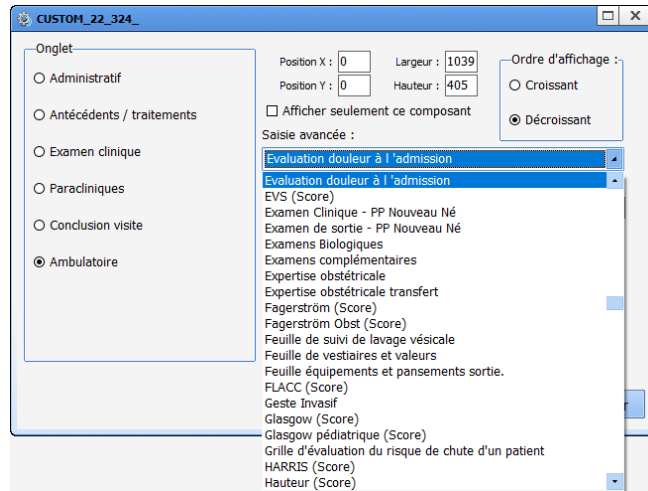 CUSTOM_22_324_
Onglet
Administratif
Antécédents / traitements
Examen clinique
Paracliniques
Conclusion visite
Ambulatoire
Position X : 0 Largeur : 1039
Position Y : 0 Hauteur : 405
Afficher seulement ce composant
Ordre d'affichage :
Croissant
Décroissant
Saisie avancée :
Evaluation douleur à l 'admission
Evaluation douleur à l 'admission
EVS (Score)
Examen Clinique - PP Nouveau Né
Examen de sortie - PP Nouveau Né
Examens Biologiques
Examens complémentaires
Expertise obstétricale
Expertise obstétricale transfert
Fagerström (Score)
Fagerström Obst (Score)
Feuille de suivi de lavage vésicale
Feuille de vestiaires et valeurs
Feuille équipements et pansements sortie.
FLACC (Score)
Geste Invasif
Glasgow (Score)
Glasgow pédiatrique (Score)
Grille d'évaluation du risque de chute d'un patient
HARRIS (Score)
Hauteur (Score)